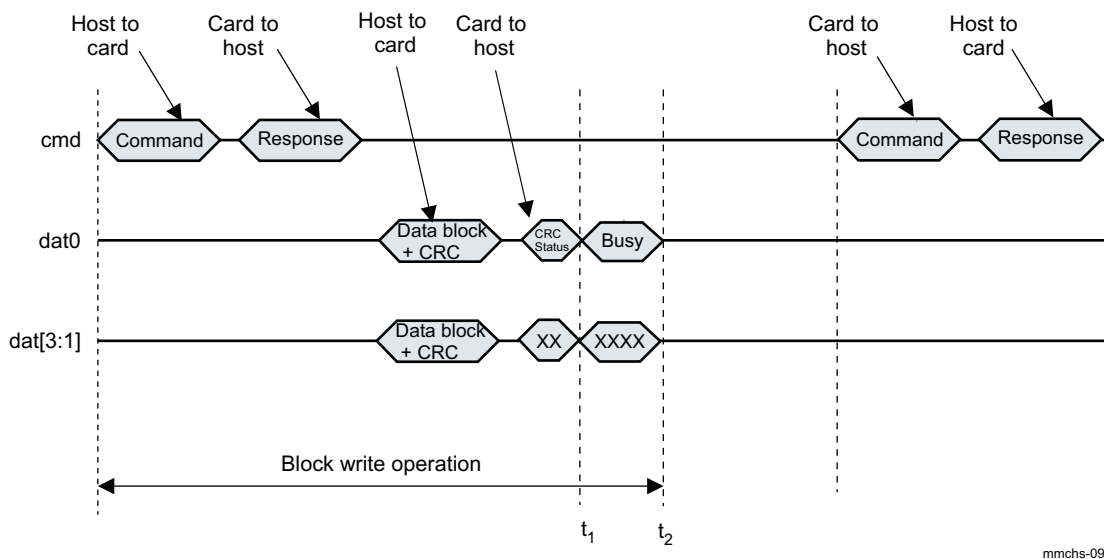 Host to
card
Card to
host
Host to
card
Card to
host
Card to
host
Host to
card
cmd
Command
Response
Command
Response
dat0
Data block
+ CRC
CRC
Status
Busy
dat[3:1]
Data block
+ CRC
XX
XXXX
Block write operation
t1
t2
mmchs-09